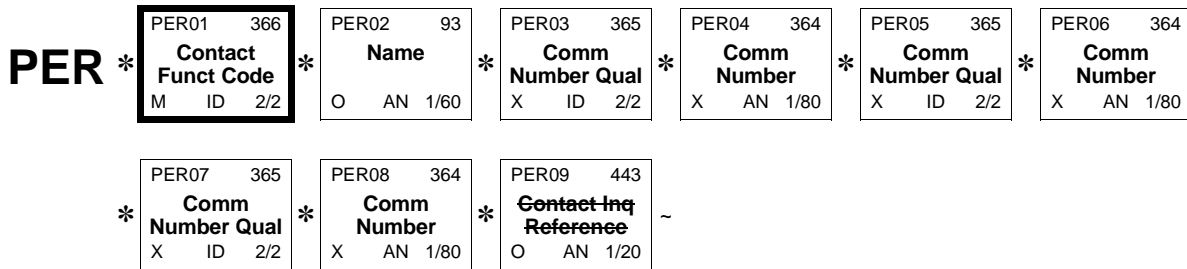 PER01 366 PER02 93 PER03 365 PER04 364 PER05 365 PER06 364
PER * Contact * Name * Comm * Comm * Comm * Comm
Funct Code Number Qual Number Number Qual Number
M ID 2/2 O AN 1/60 X ID 2/2 X AN 1/80 X ID 2/2 X AN 1/80
PER07 365 PER08 364 PER09 443
* Comm * Comm * Contact Inq ~
Number Qual Number Reference
X ID 2/2 X AN 1/80 O AN 1/20